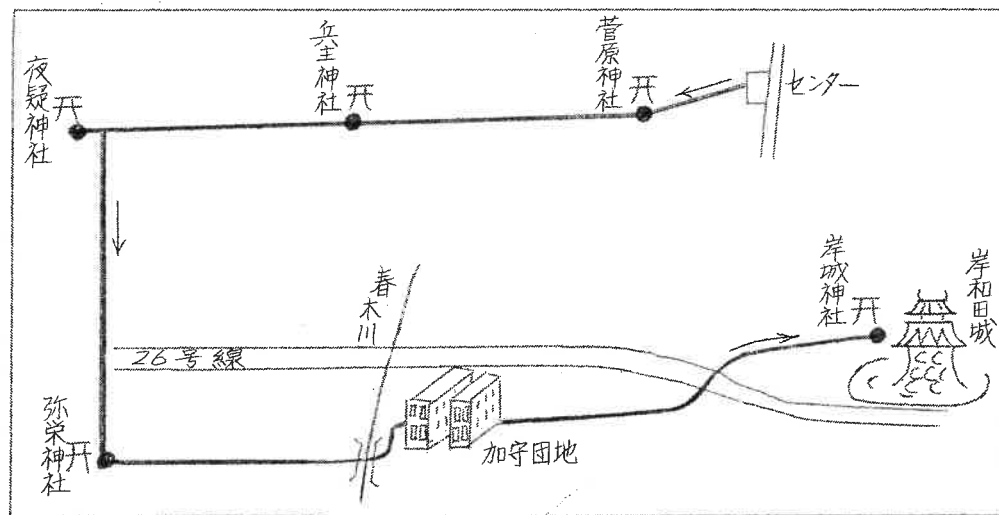 夜疑神社
兵主神社
菅原神社
センター
春木川
岸城神社
岸和田城
26号線
弥栄神社
加守団地